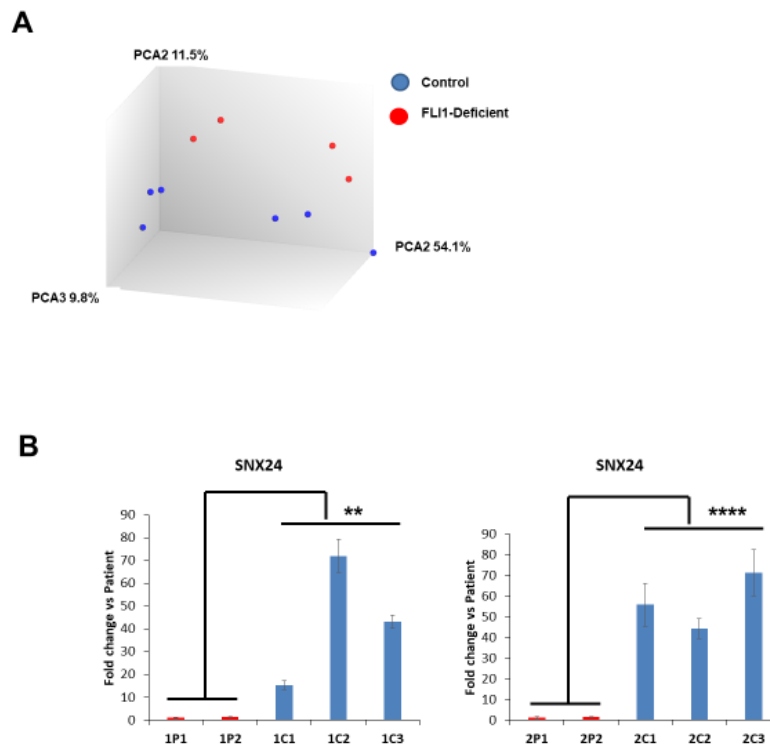 A
PCA2 11.5%
Control
FLI1-Deficient
PCA2 54.1%
PCA3 9.8%
B
SNX24
Fold change vs Patient
90
80
70
60
50
40
30
20
10
0
**
1P1 1P2 1C1 1C2 1C3
SNX24
Fold change vs Patient
90
80
70
60
50
40
30
20
10
0
****
2P1 2P2 2C1 2C2 2C3